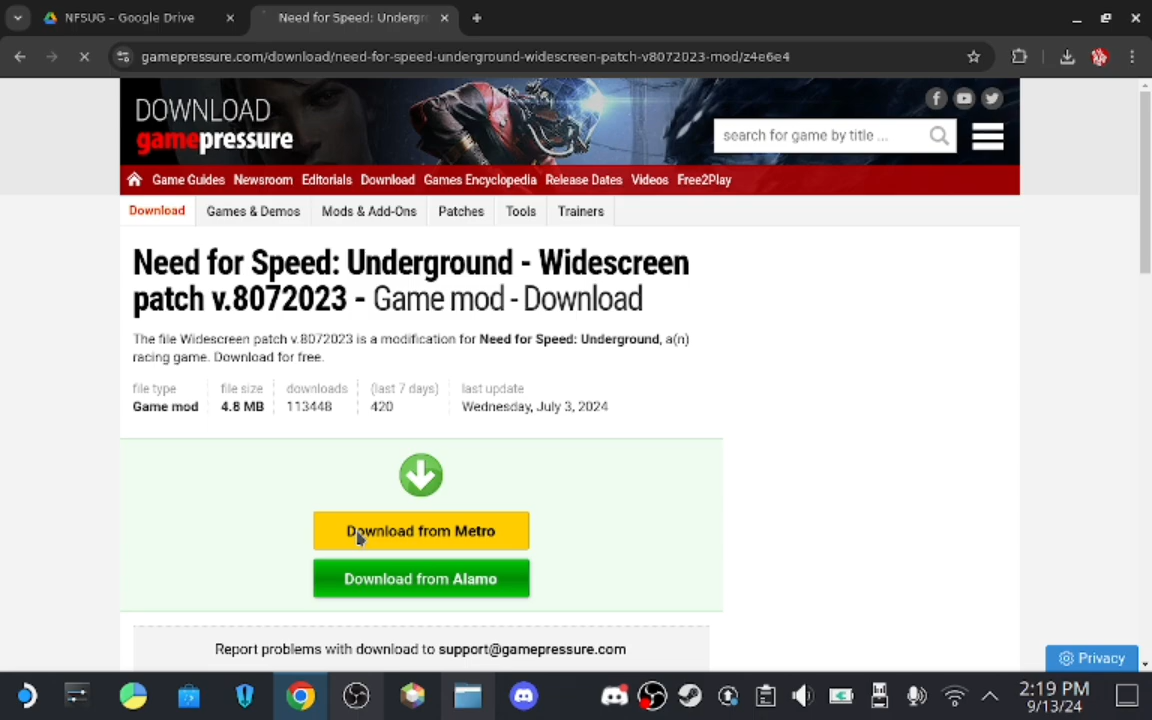 NFSUG – Google Drive
Need for Speed: Undergr
gamepressure.com/download/need-for-speed-underground-widescreen-patch-v8072023-mod/z4e6e4
DOWNLOAD
gamepressure
search for game by title ...
Game Guides Newsroom Editorials Download Games Encyclopedia Release Dates Videos Free2Play
Download Games & Demos Mods & Add-Ons Patches Tools Trainers
Need for Speed: Underground - Widescreen
patch v.8072023 - Game mod - Download
The file Widescreen patch v.8072023 is a modification for Need for Speed: Underground, a(n)
racing game. Download for free.
file type file size downloads (last 7 days) last update
Game mod 4.8 MB 113448 420 Wednesday, July 3, 2024
Download from Metro
Download from Alamo
Report problems with download to support@gamepressure.com
Privacy
2:19 PM
9/13/24